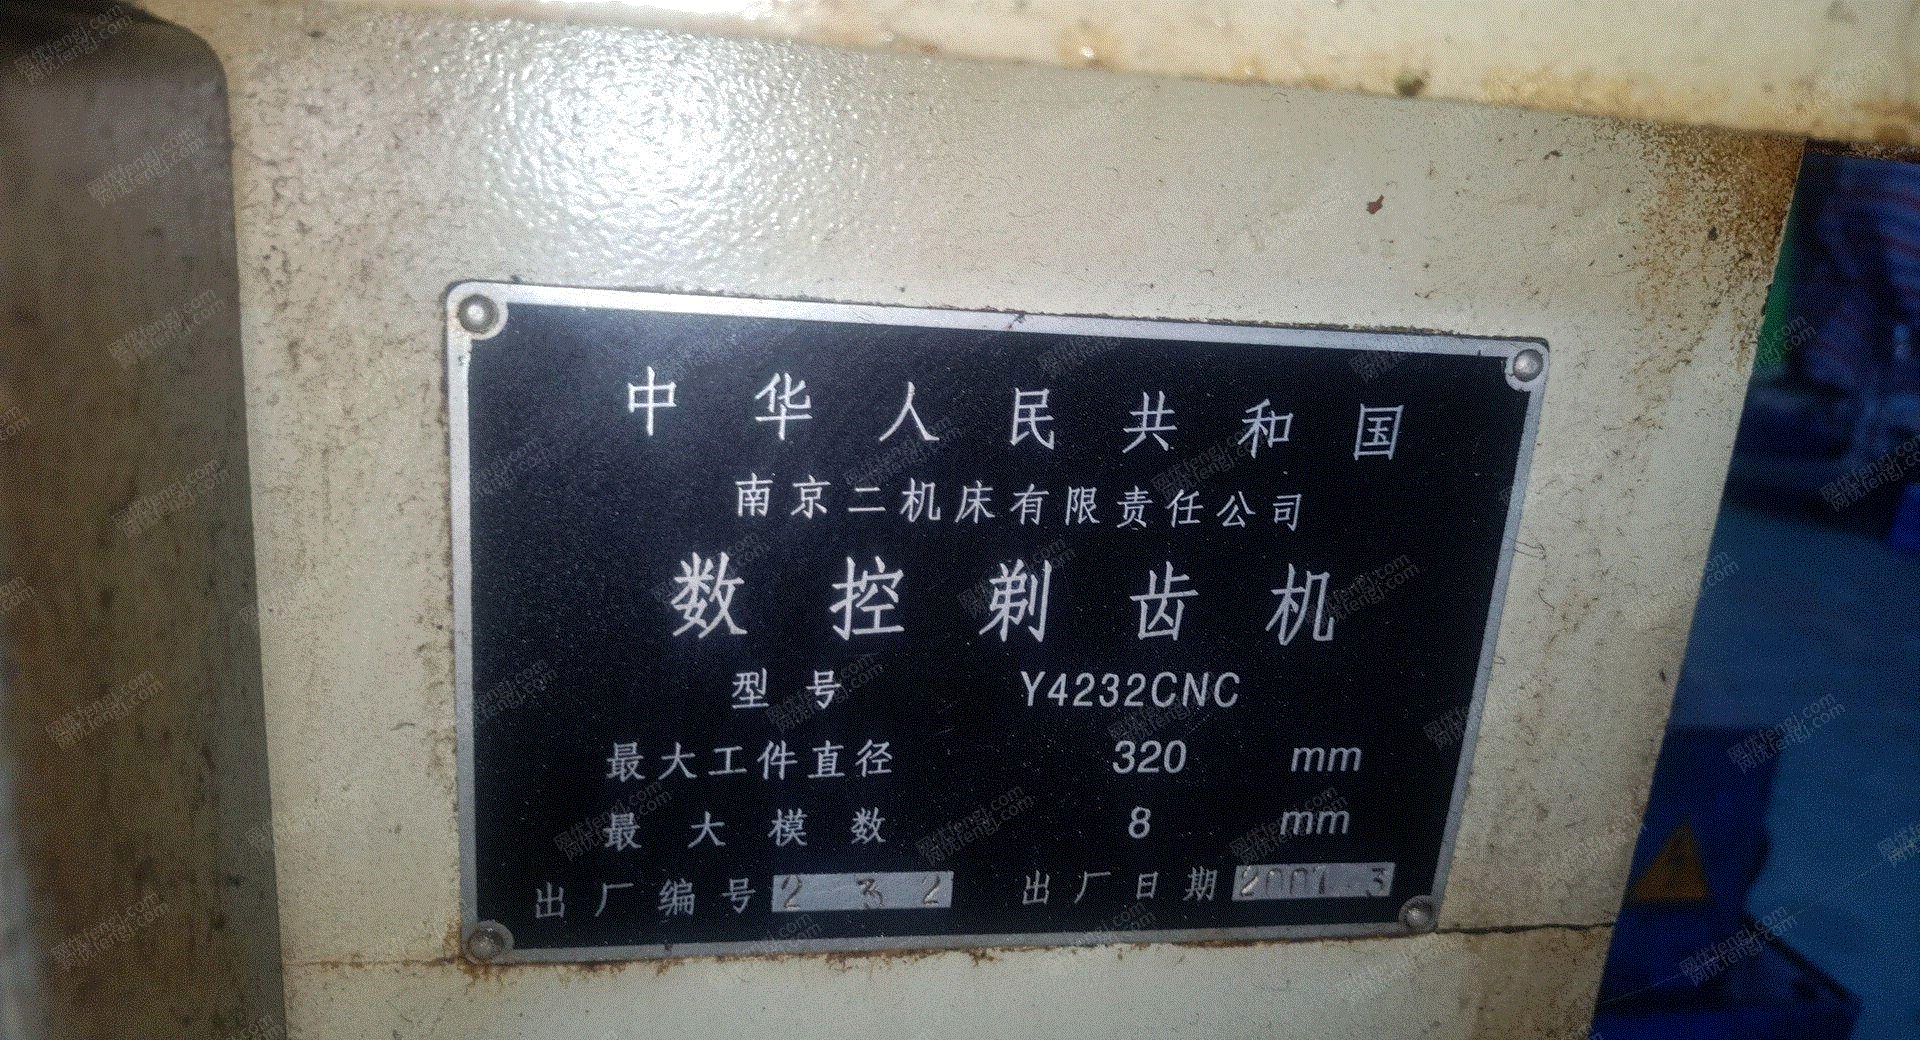 中华人民共和国
南京二机床有限责任公司
数控剃齿机
型号 Y4232CNC
最大工件直径 320 mm
最大模数 8 mm
出厂编号 232 出厂日期 2007.3